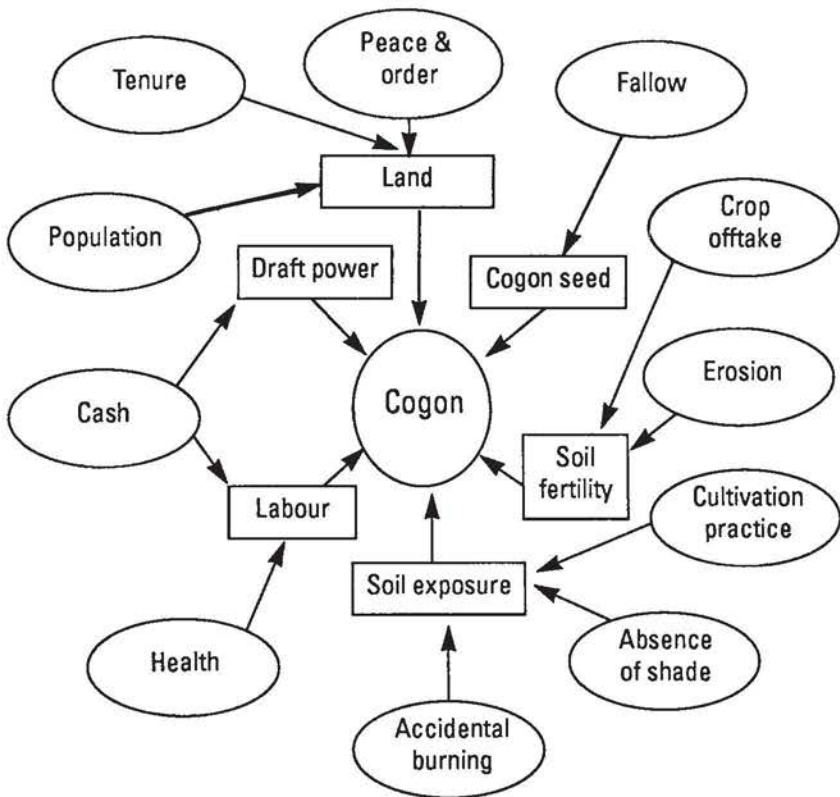 Peace &
order
Tenure
Fallow
Land
Population
Crop
offtake
Draft power
Cogon seed
Cogon
Erosion
Cash
Soil
fertility
Labour
Cultivation
practice
Soil exposure
Health
Absence
of shade
Accidental
burning